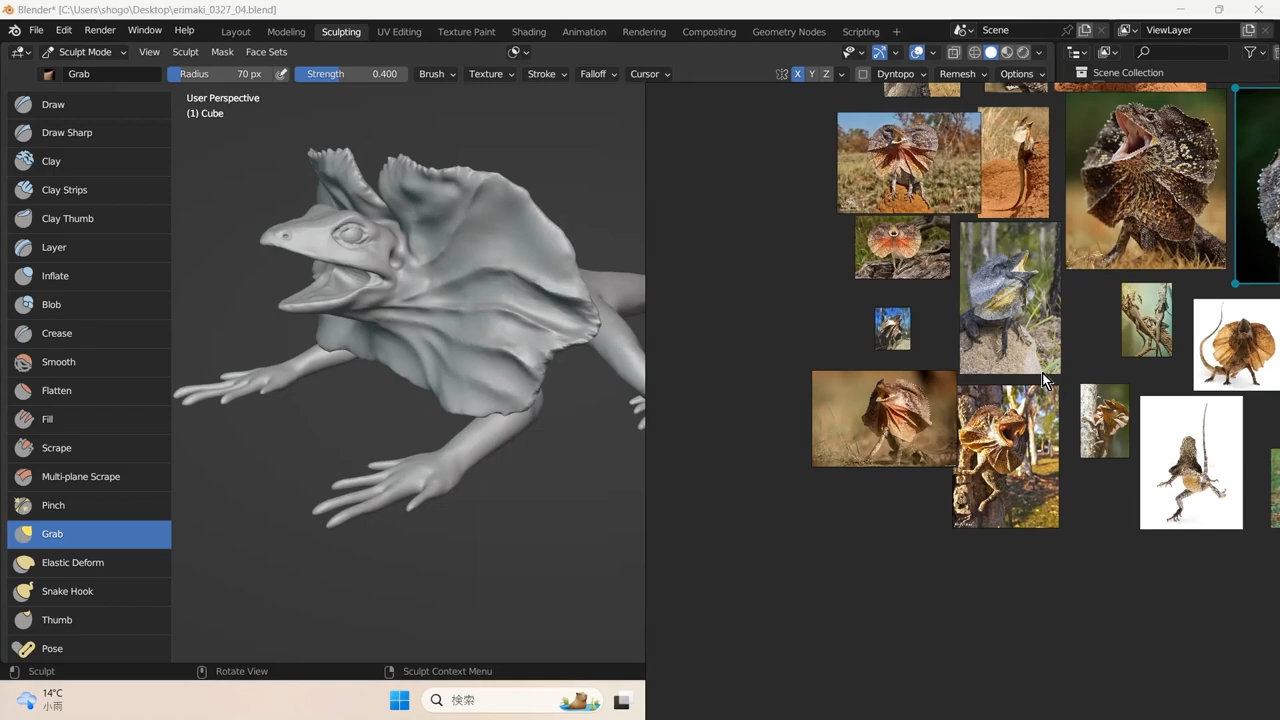 Blender* [C:\Users\shogo\Desktop\erimaki_0327_04.blend]
File Edit Render Window Help Layout Modeling Sculpting UV Editing Texture Paint Shading Animation Rendering Compositing Geometry Nodes Scripting + Scene ViewLayer
Sculpt Mode View Sculpt Mask Face Sets
Grab Radius 70 px Strength 0.400 Brush Texture Stroke Falloff Cursor X Y Z Dyntopo Remesh Options Scene Collection
User Perspective
(1) Cube
Draw
Draw Sharp
Clay
Clay Strips
Clay Thumb
Layer
Inflate
Blob
Crease
Smooth
Flatten
Fill
Scrape
Multi-plane Scrape
Pinch
Grab
Elastic Deform
Snake Hook
Thumb
Pose
Sculpt Rotate View Sculpt Context Menu
14°C
小雨
検索